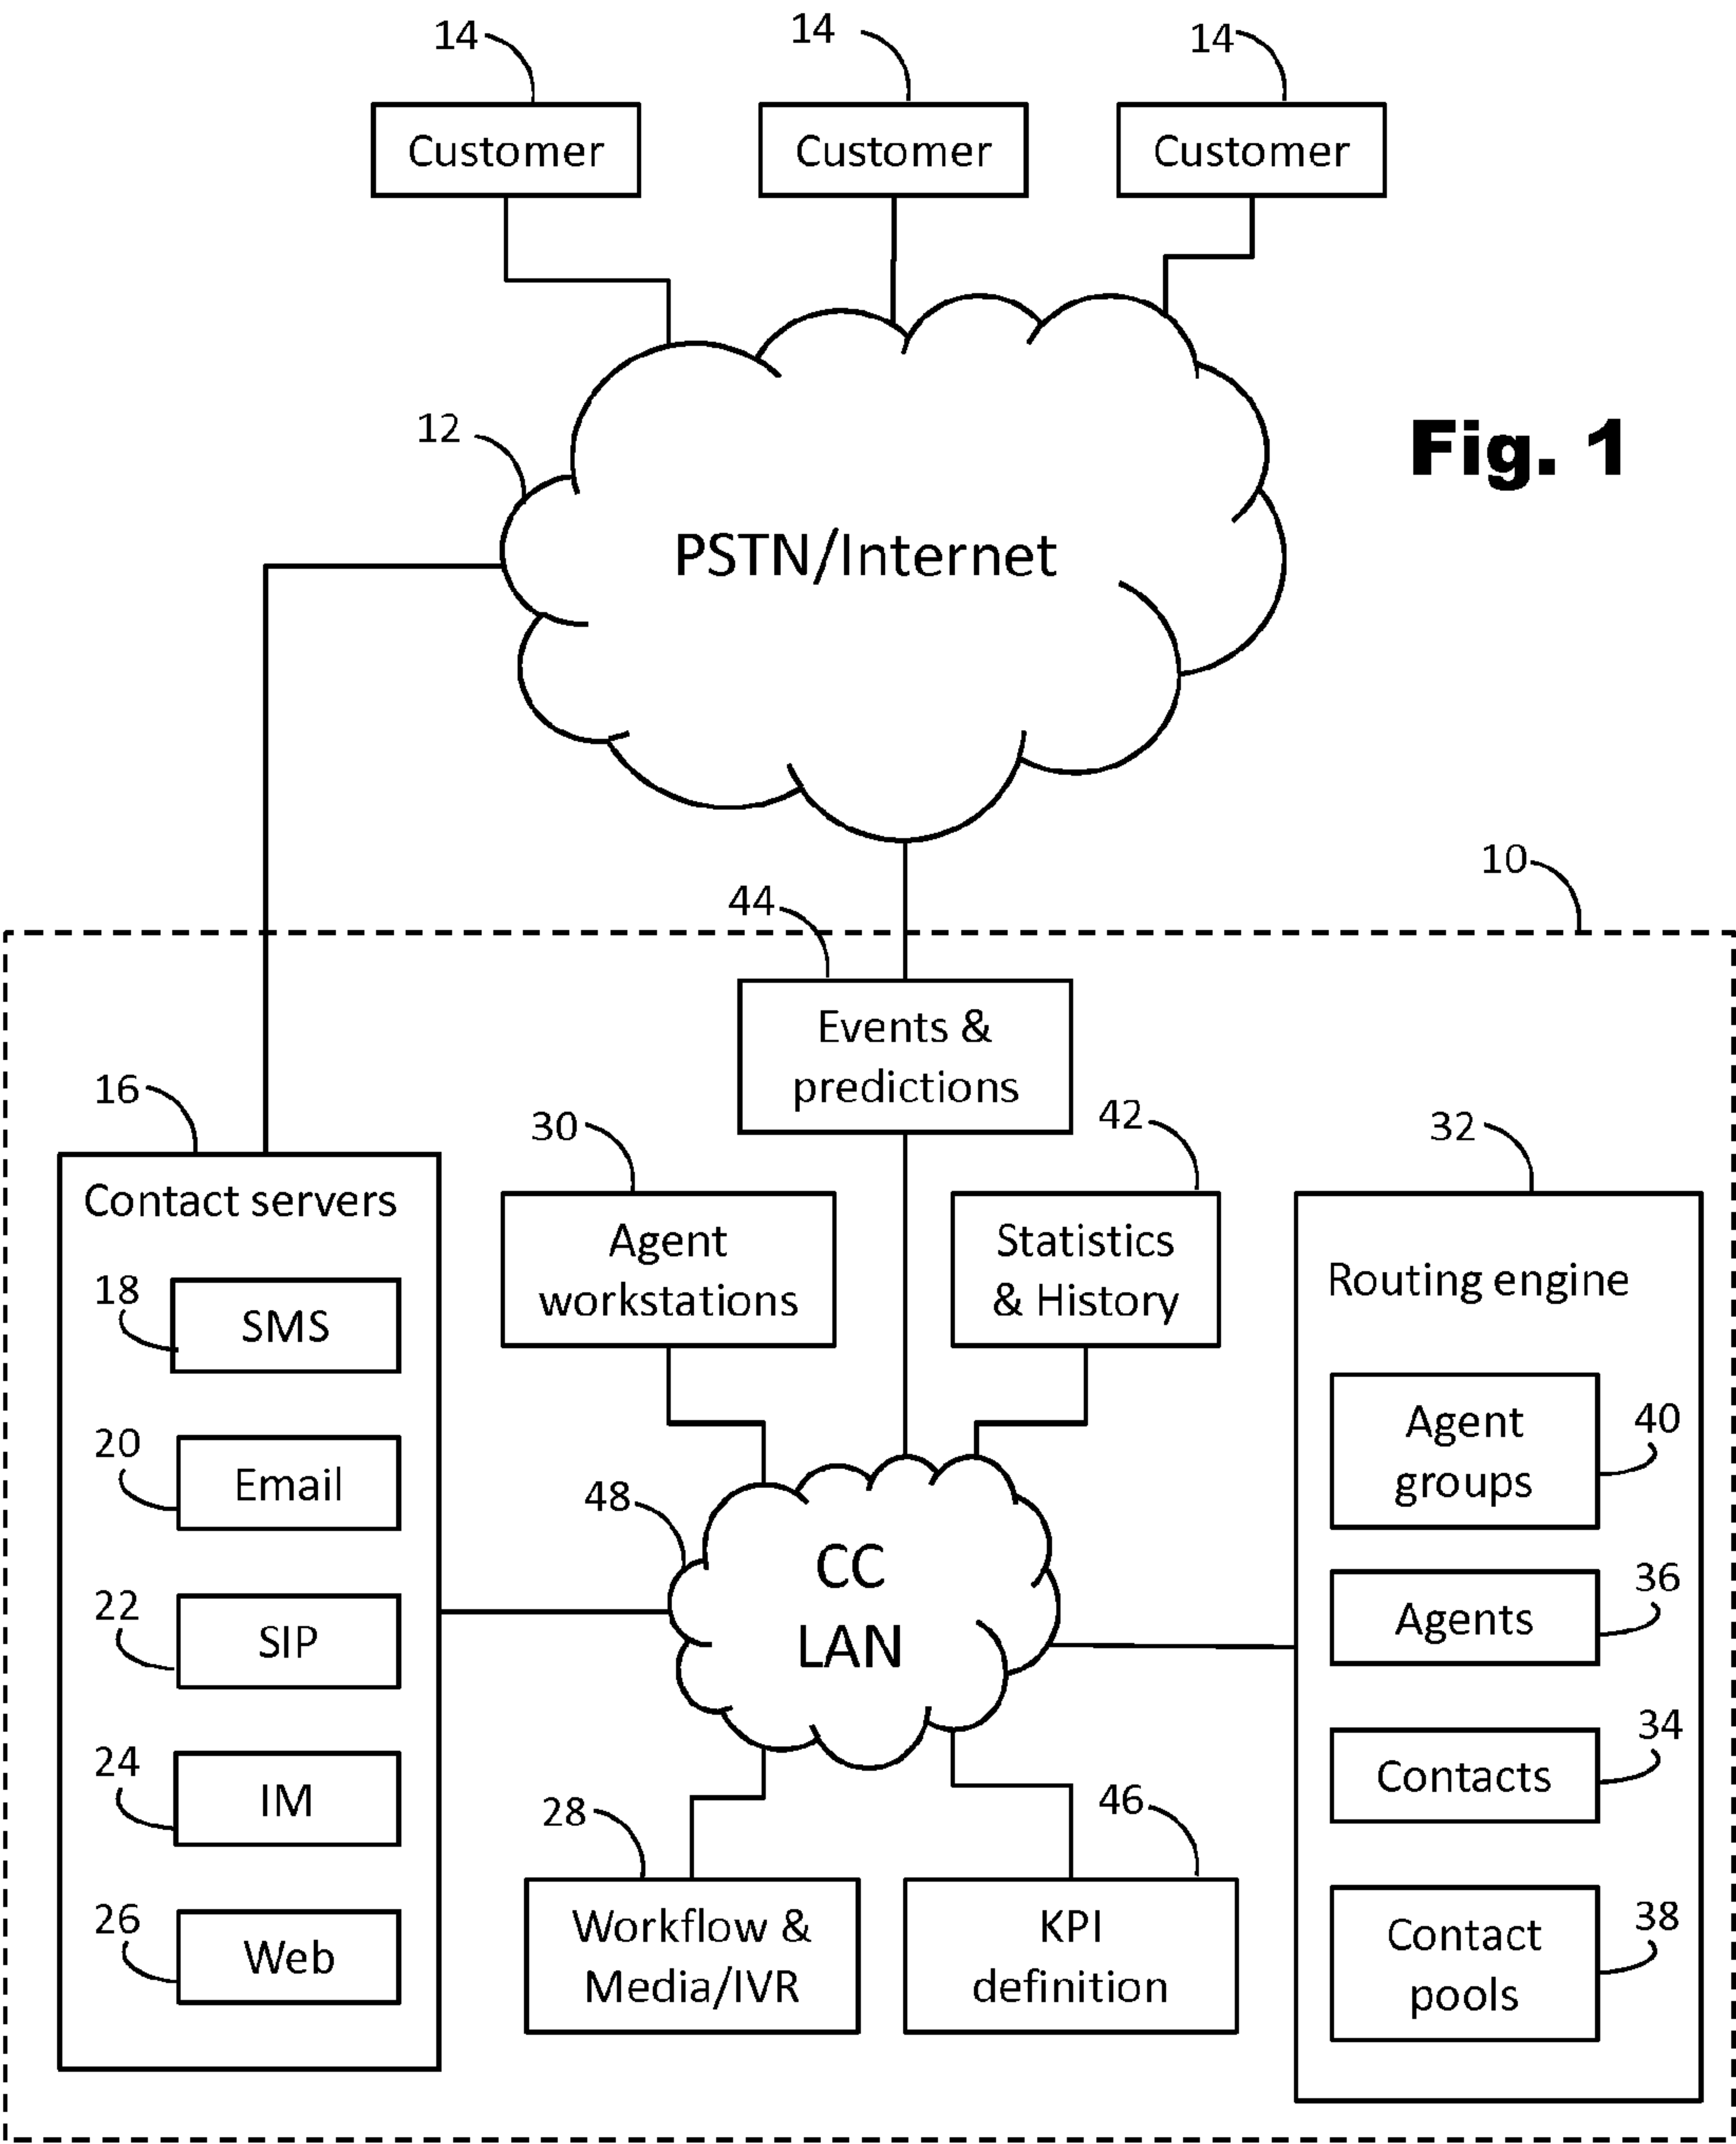 14
14
14
Customer
Customer
Customer
12
Fig. 1
PSTN/Internet
10
44
Events &
predictions
16
30
42
32
Contact servers
Agent
workstations
Statistics
& History
Routing engine
18
SMS
Agent
groups
40
20
Email
48
CC
LAN
36
Agents
22
SIP
34
Contacts
24
IM
28
46
38
Contact
pools
26
Web
Workflow &
Media/IVR
KPI
definition